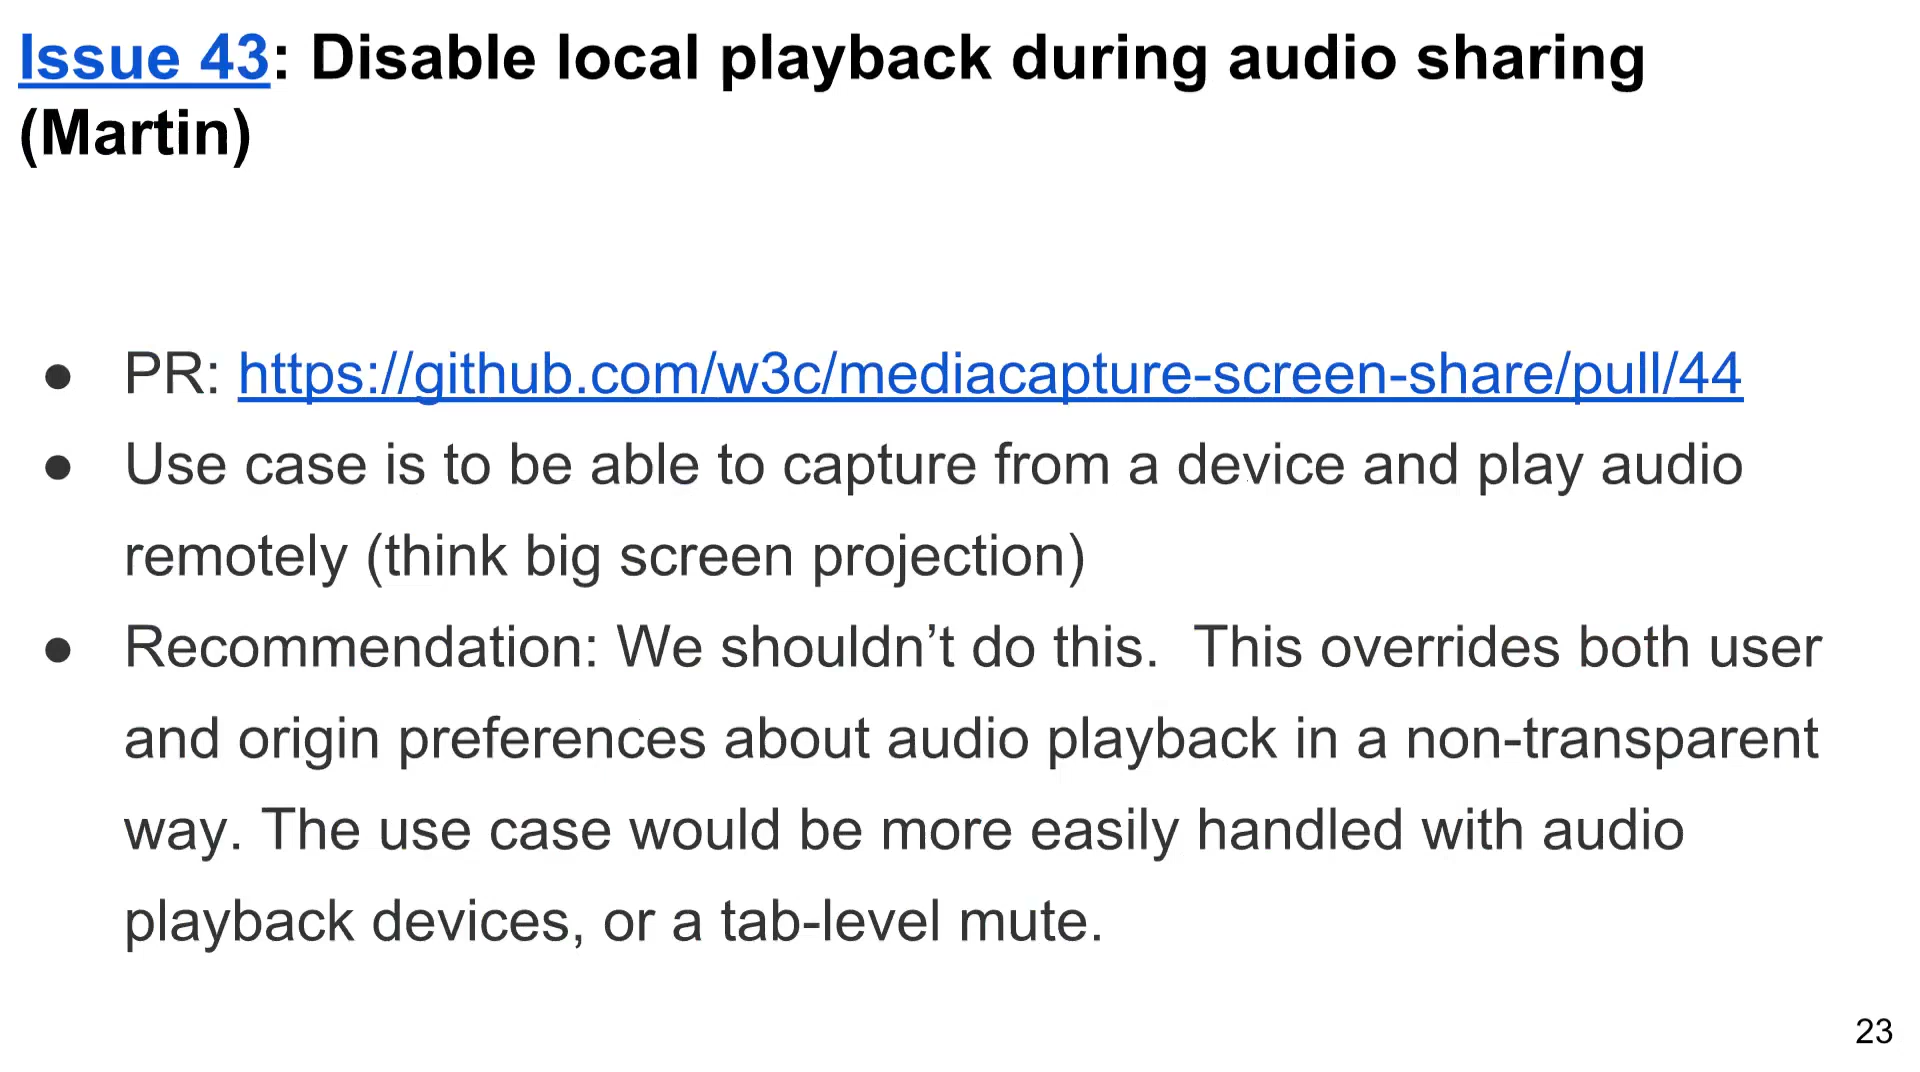 Issue 43: Disable local playback during audio sharing
(Martin)
● PR: https://github.com/w3c/mediacapture-screen-share/pull/44
● Use case is to be able to capture from a device and play audio
remotely (think big screen projection)
● Recommendation: We shouldn’t do this.  This overrides both user
and origin preferences about audio playback in a non-transparent
way. The use case would be more easily handled with audio
playback devices, or a tab-level mute.
23